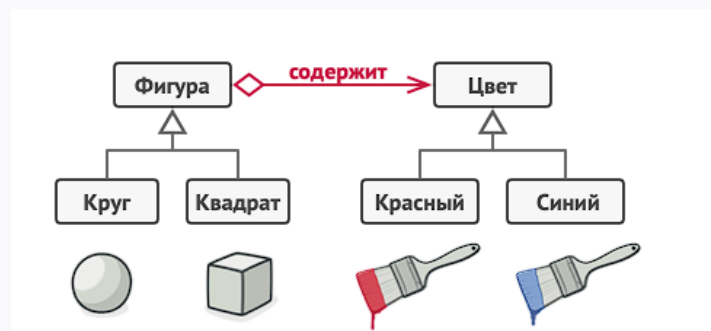 содержит
Фигура
Цвет
Круг
Квадрат
Красный
Синий